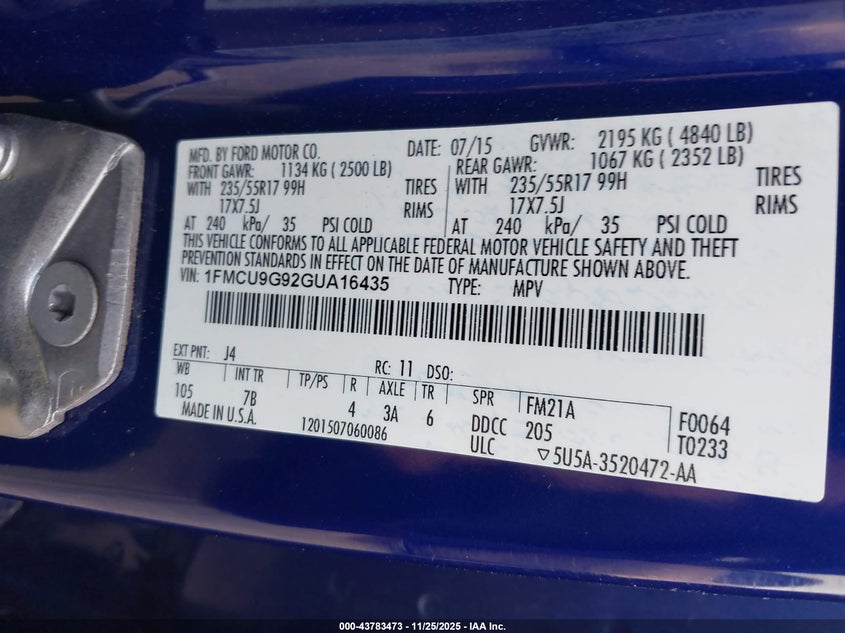 MFD. BY FORD MOTOR CO. DATE: 07/15 GVWR: 2195 KG ( 4840 LB)
FRONT GAWR: 1134 KG ( 2500 LB) REAR GAWR: 1067 KG ( 2352 LB)
WITH 235/55R17 99H TIRES WITH 235/55R17 99H TIRES
17X7.5J RIMS 17X7.5J RIMS
AT 240 kPa/ 35 PSI COLD AT 240 kPa/ 35 PSI COLD
THIS VEHICLE CONFORMS TO ALL APPLICABLE FEDERAL MOTOR VEHICLE SAFETY AND THEFT
PREVENTION STANDARDS IN EFFECT ON THE DATE OF MANUFACTURE SHOWN ABOVE.
VIN: 1FMCU9G92GUA16435 TYPE: MPV
EXT PNT: J4 RC: 11 DSO:
WB INT TR TP/PS R AXLE TR SPR FM21A
105 7B 4 3A 6 DDCC 205 F0064
MADE IN U.S.A. 1201507060086 ULC ▽5U5A-3520472-AA T0233
000-43783473 - 11/25/2025 - IAA Inc.